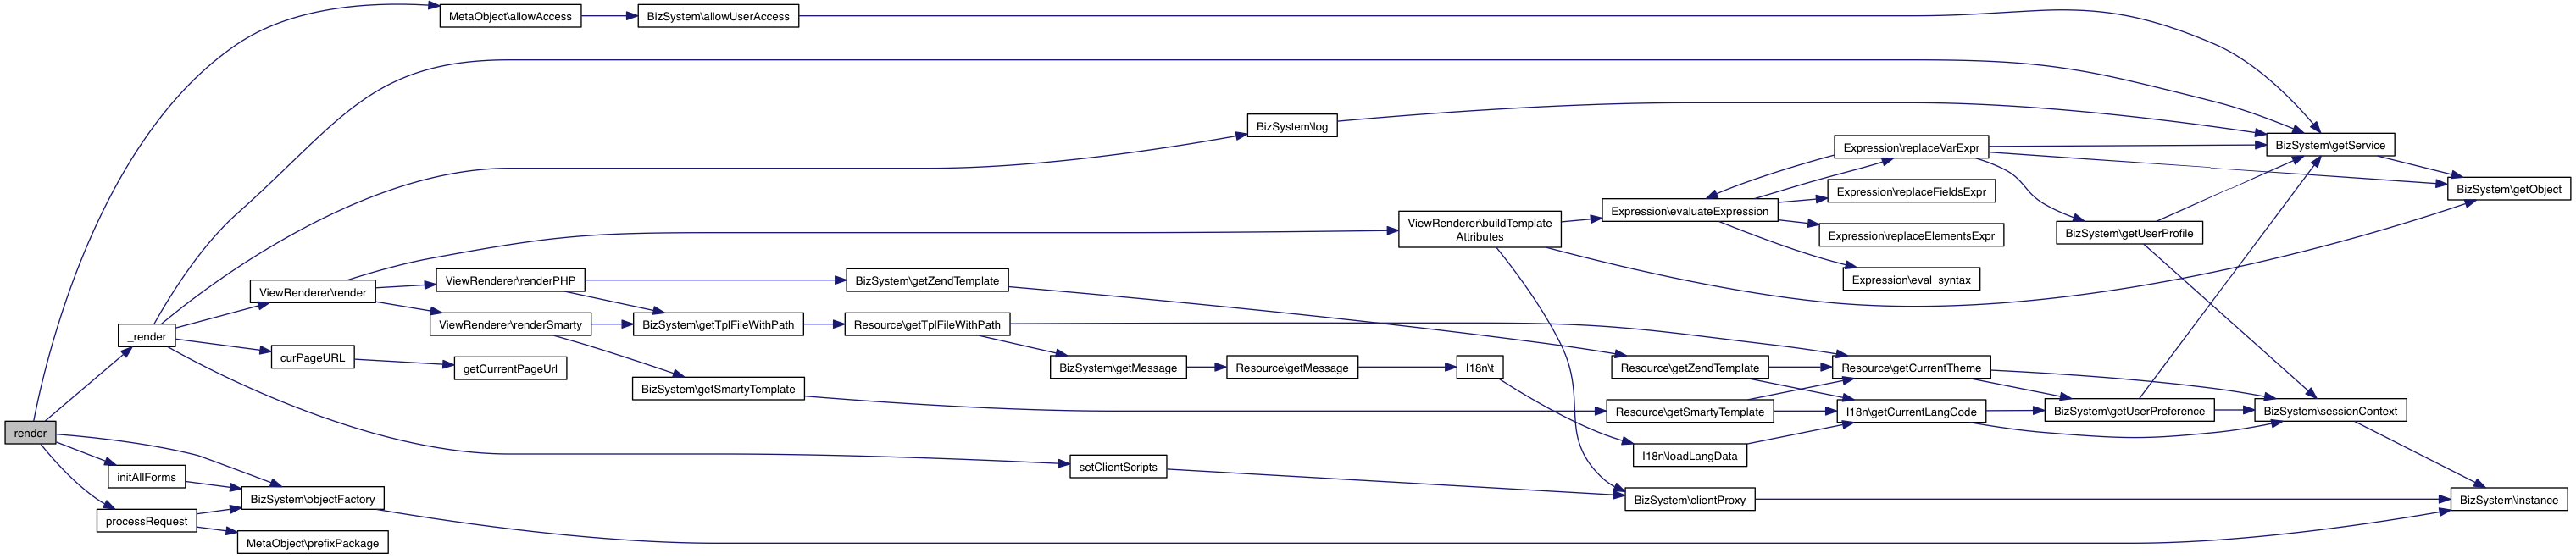 MetaObject\allowAccess
BizSystem\allowUserAccess
BizSystem\log
BizSystem\getService
Expression\replaceVarExpr
BizSystem\getObject
Expression\replaceFieldsExpr
Expression\evaluateExpression
ViewRenderer\buildTemplate
Attributes
Expression\replaceElementsExpr
BizSystem\getUserProfile
Expression\eval_syntax
ViewRenderer\render
ViewRenderer\renderPHP
BizSystem\getZendTemplate
ViewRenderer\renderSmarty
BizSystem\getTplFileWithPath
Resource\getTplFileWithPath
_render
curPageURL
getCurrentPageUrl
BizSystem\getMessage
Resource\getMessage
I18n\t
Resource\getZendTemplate
Resource\getCurrentTheme
BizSystem\getSmartyTemplate
Resource\getSmartyTemplate
I18n\getCurrentLangCode
BizSystem\getUserPreference
BizSystem\sessionContext
render
I18n\loadLangData
setClientScripts
initAllForms
BizSystem\objectFactory
BizSystem\clientProxy
BizSystem\instance
processRequest
MetaObject\prefixPackage